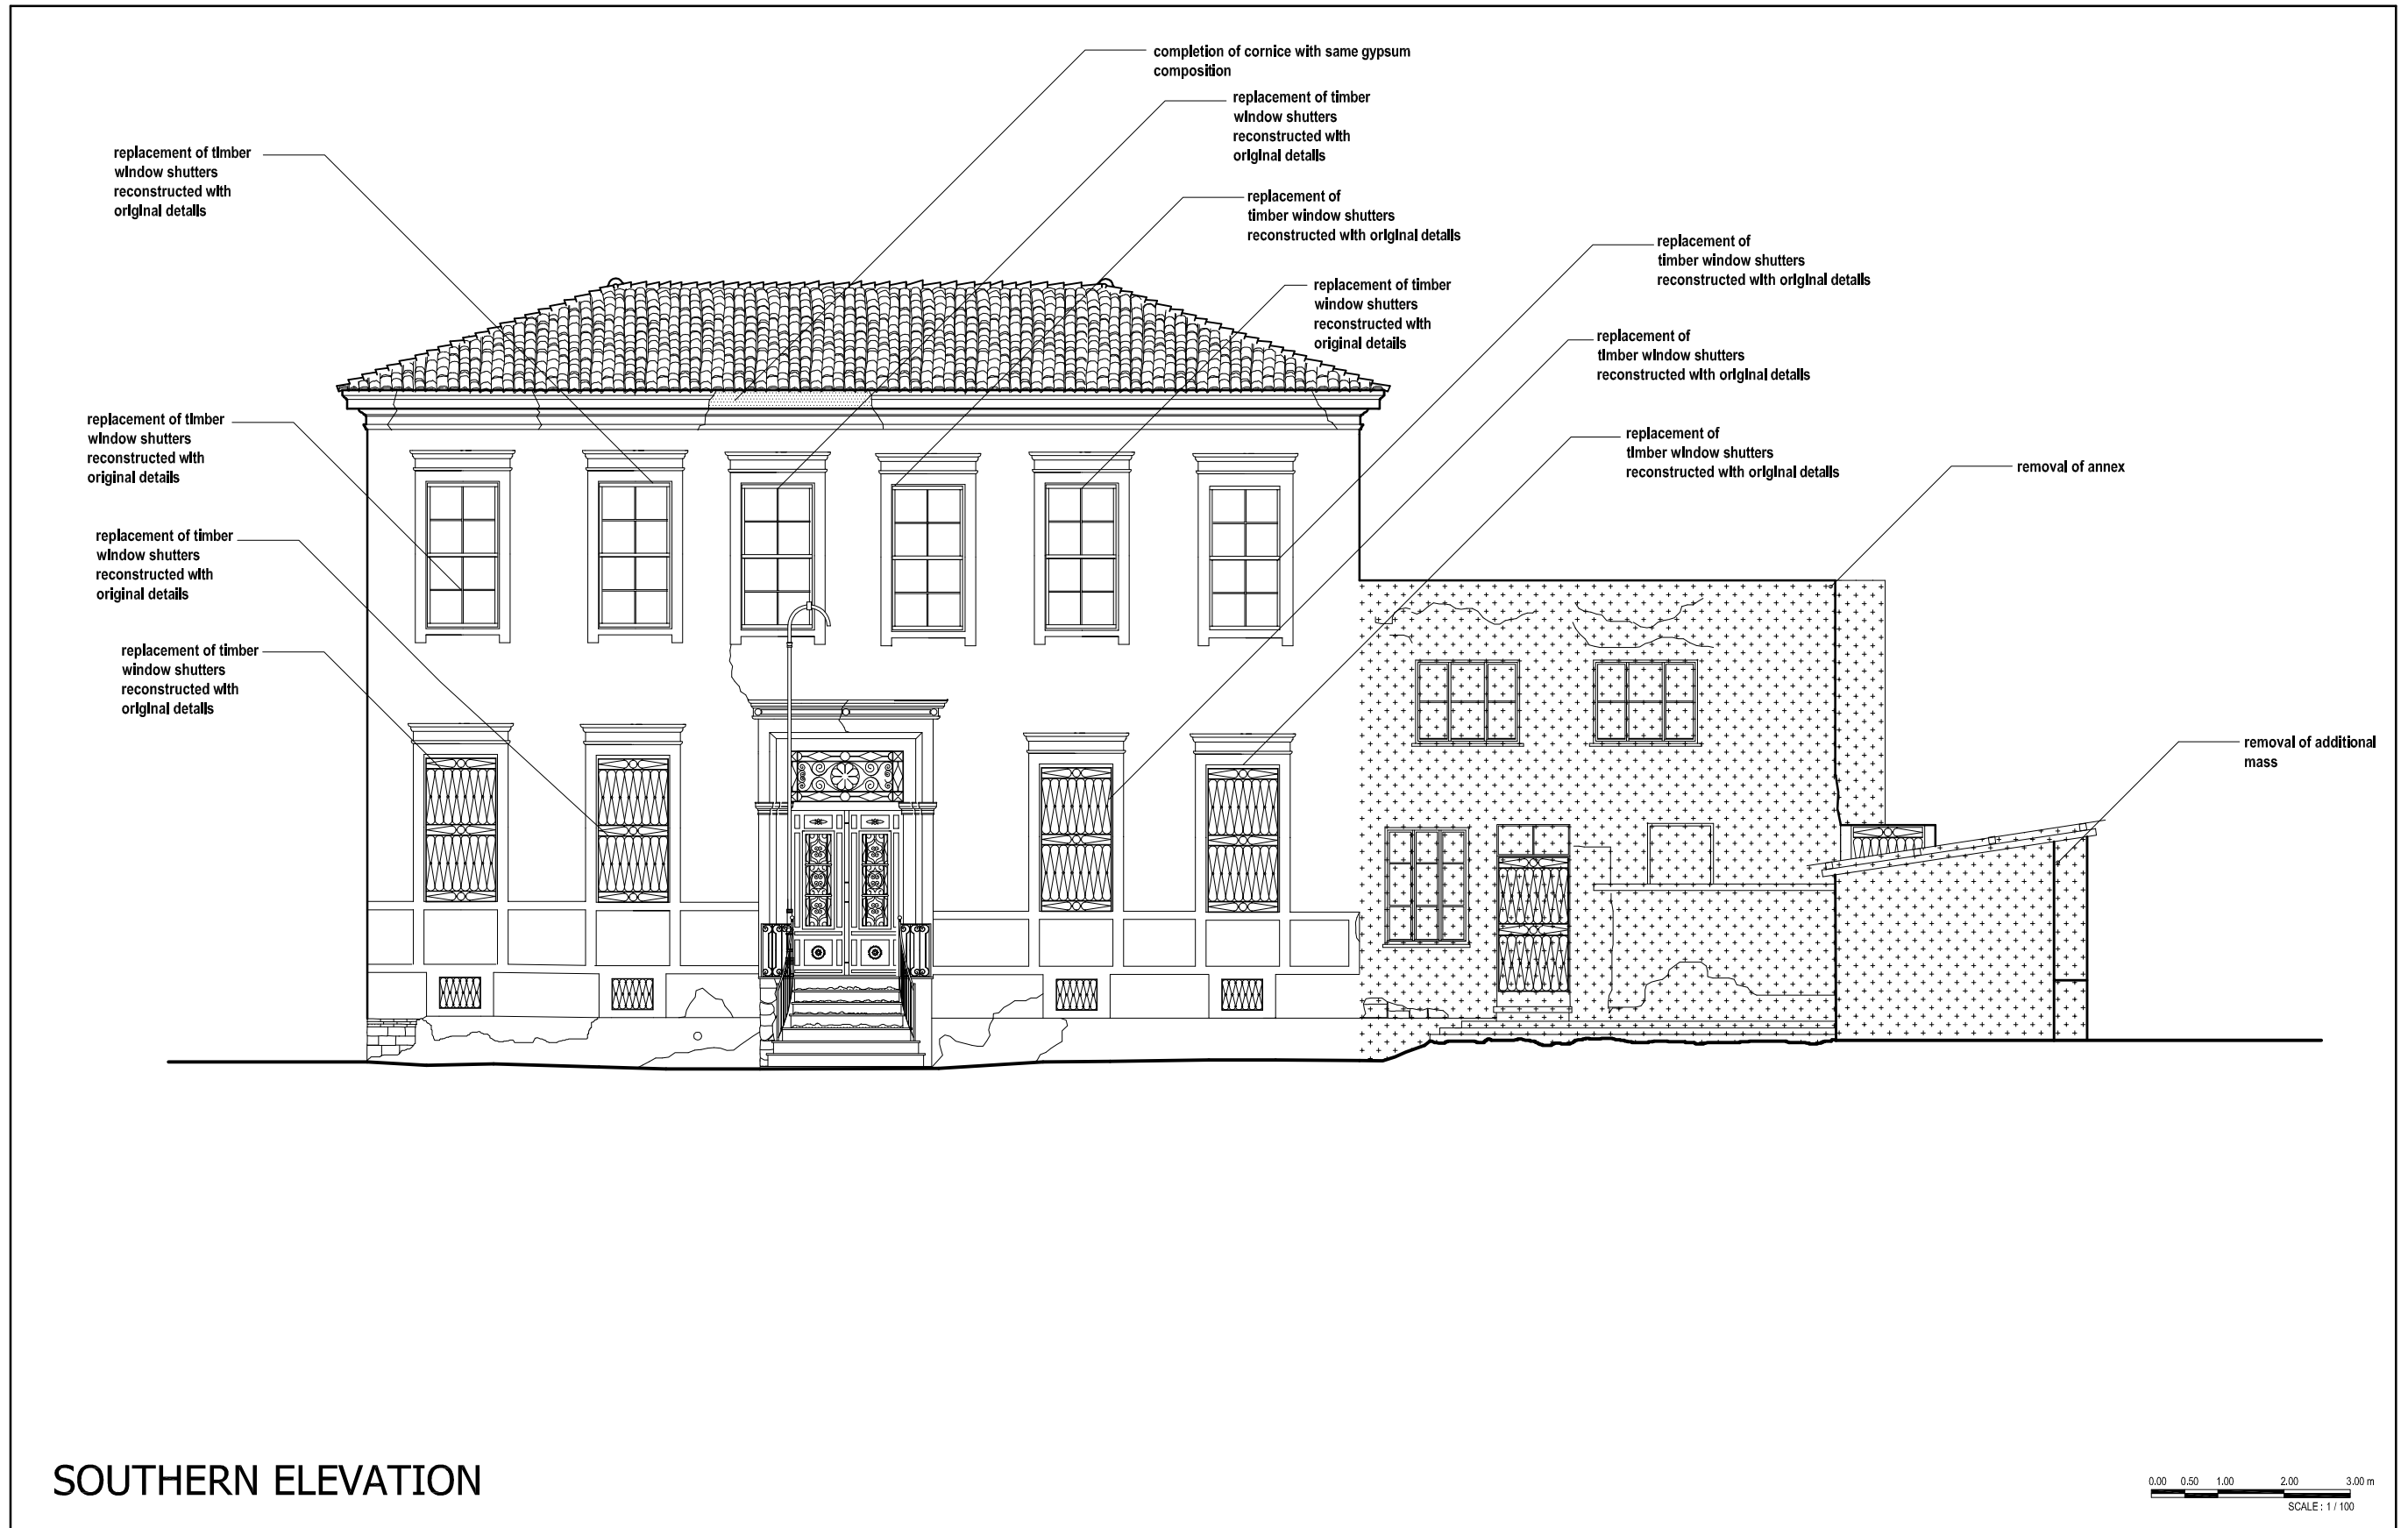 completion of cornice with same gypsum
composition
replacement of timber
window shutters
reconstructed with
original details
replacement of timber
window shutters
reconstructed with
original details
replacement of
timber window shutters
reconstructed with original details
replacement of
timber window shutters
reconstructed with original details
replacement of timber
window shutters
reconstructed with
original details
replacement of
timber window shutters
reconstructed with original details
replacement of timber
window shutters
reconstructed with
original details
replacement of
timber window shutters
reconstructed with original details
removal of annex
replacement of timber
window shutters
reconstructed with
original details
replacement of timber
window shutters
reconstructed with
original details
removal of additional
mass
SOUTHERN ELEVATION
0.00 0.50 1.00 2.00 3.00 m
SCALE : 1 / 100